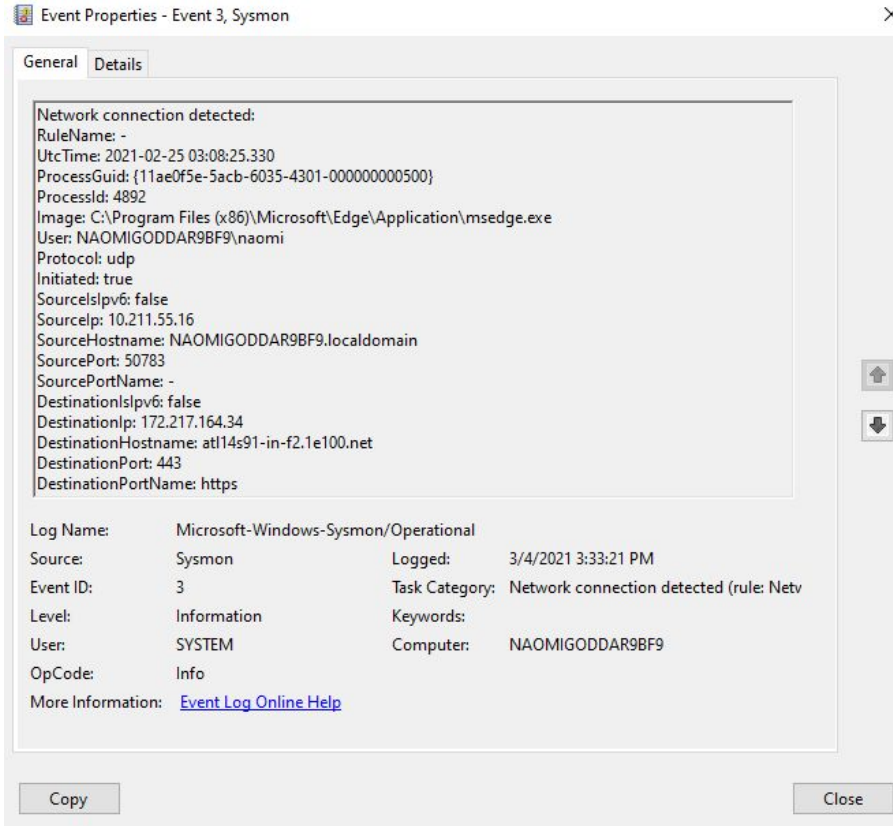 Event Properties - Event 3, Sysmon
General Details
Network connection detected:
RuleName: -
UtcTime: 2021-02-25 03:08:25.330
ProcessGuid: {11ae0f5e-5acb-6035-4301-000000000500}
ProcessId: 4892
Image: C:\Program Files (x86)\Microsoft\Edge\Application\msedge.exe
User: NAOMIGODDAR9BF9\naomi
Protocol: udp
Initiated: true
SourceIsIpv6: false
SourceIp: 10.211.55.16
SourceHostname: NAOMIGODDAR9BF9.localdomain
SourcePort: 50783
SourcePortName: -
DestinationIsIpv6: false
DestinationIp: 172.217.164.34
DestinationHostname: atl14s91-in-f2.1e100.net
DestinationPort: 443
DestinationPortName: https
Log Name: Microsoft-Windows-Sysmon/Operational
Source: Sysmon Logged: 3/4/2021 3:33:21 PM
Event ID: 3 Task Category: Network connection detected (rule: Netv
Level: Information Keywords:
User: SYSTEM Computer: NAOMIGODDAR9BF9
OpCode: Info
More Information: Event Log Online Help
Copy Close